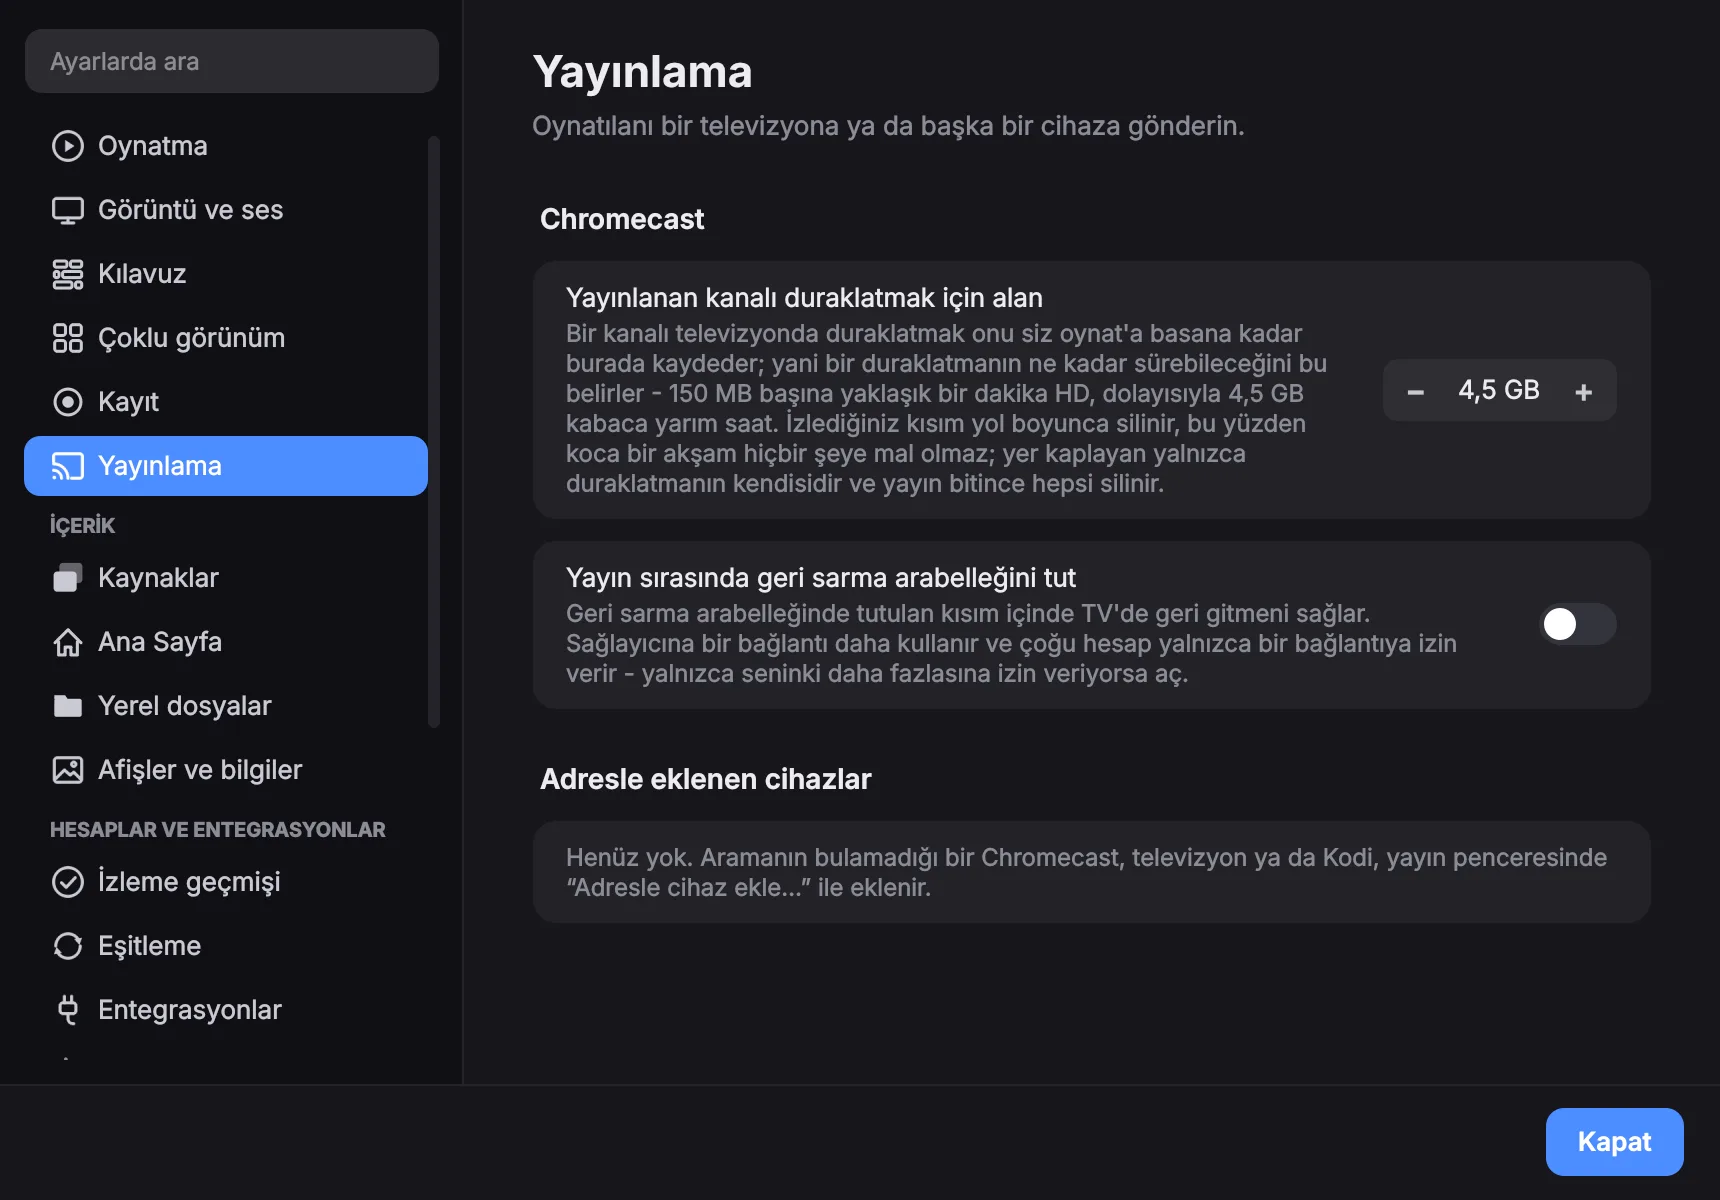 Ayarlarda ara
Oynatma
Görüntü ve ses
Kılavuz
Çoklu görünüm
Kayıt
Yayınlama
İÇERİK
Kaynaklar
Ana Sayfa
Yerel dosyalar
Afişler ve bilgiler
HESAPLAR VE ENTEGRASYONLAR
İzleme geçmişi
Eşitleme
Entegrasyonlar
Yayınlama
Oynatılanı bir televizyona ya da başka bir cihaza gönderin.
Chromecast
Yayınlanan kanalı duraklatmak için alan
Bir kanalı televizyonda duraklatmak onu siz oynat'a basana kadar
burada kaydeder; yani bir duraklatmanın ne kadar sürebileceğini bu
belirler - 150 MB başına yaklaşık bir dakika HD, dolayısıyla 4,5 GB
kabaca yarım saat. İzlediğiniz kısım yol boyunca silinir, bu yüzden
koca bir akşam hiçbir şeye mal olmaz; yer kaplayan yalnızca
duraklatmanın kendisidir ve yayın bitince hepsi silinir.
− 4,5 GB +
Yayın sırasında geri sarma arabelleğini tut
Geri sarma arabelleğinde tutulan kısım içinde TV'de geri gitmeni sağlar.
Sağlayıcına bir bağlantı daha kullanır ve çoğu hesap yalnızca bir bağlantıya izin
verir - yalnızca seninki daha fazlasına izin veriyorsa aç.
Adresle eklenen cihazlar
Henüz yok. Aramanın bulamadığı bir Chromecast, televizyon ya da Kodi, yayın penceresinde
“Adresle cihaz ekle...” ile eklenir.
Kapat